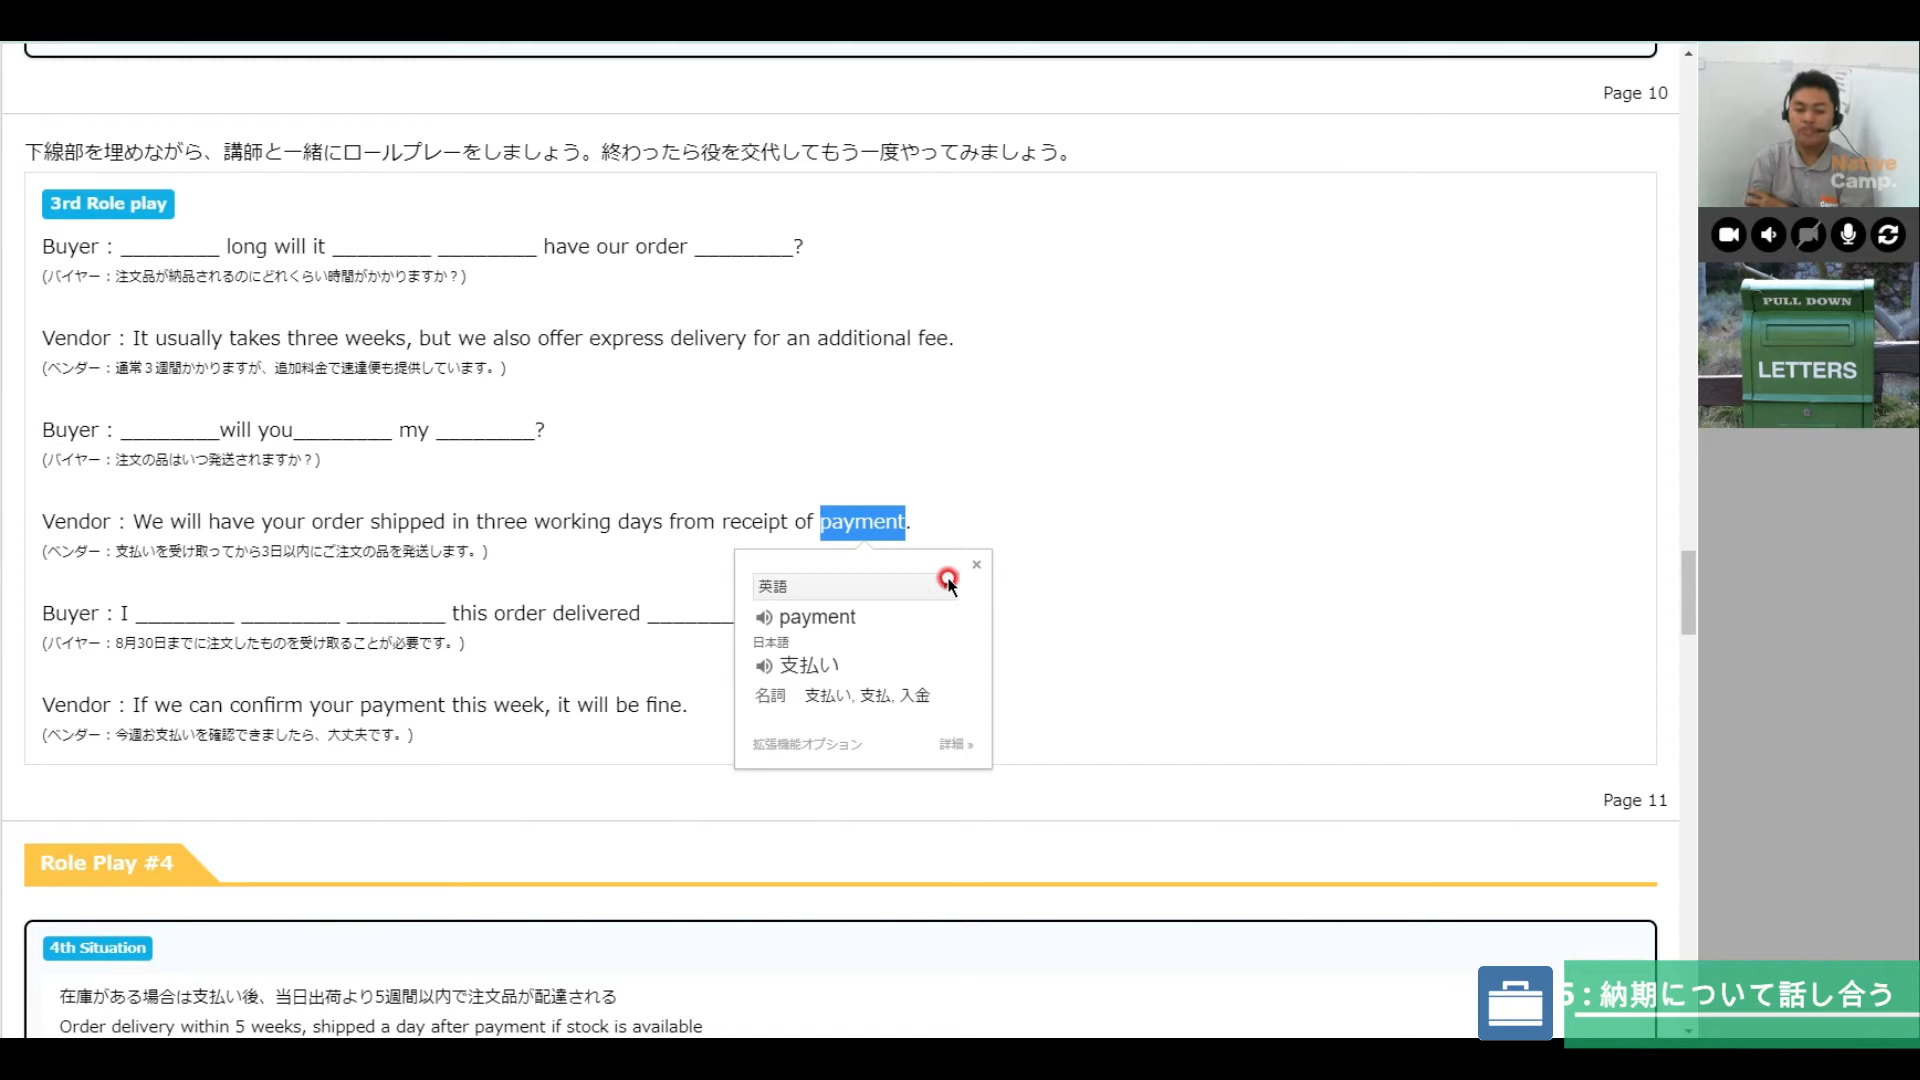 Page 10
下線部を埋めながら、講師と一緒にロールプレーをしましょう。終わったら役を交代してもう一度やってみましょう。
3rd Role play
Buyer : ________ long will it ________ ________ have our order ________?
(バイヤー：注文品が納品されるのにどれくらい時間がかかりますか？)
Vendor : It usually takes three weeks, but we also offer express delivery for an additional fee.
(ベンダー：通常３週間かかりますが、追加料金で速達便も提供しています。)
Buyer : ________will you________ my ________?
(バイヤー：注文の品はいつ発送されますか？)
Vendor : We will have your order shipped in three working days from receipt of payment.
(ベンダー：支払いを受け取ってから3日以内にご注文の品を発送します。)
Buyer : I ________ ________ ________ this order delivered _______
(バイヤー：8月30日までに注文したものを受け取ることが必要です。)
Vendor : If we can confirm your payment this week, it will be fine.
(ベンダー：今週お支払いを確認できましたら、大丈夫です。)
英語
payment
日本語
支払い
名詞 支払い, 支払, 入金
拡張機能オプション 詳細 »
Page 11
Role Play #4
4th Situation
在庫がある場合は支払い後、当日出荷より5週間以内で注文品が配達される
Order delivery within 5 weeks, shipped a day after payment if stock is available
Native
Camp.
PULL DOWN
LETTERS
5：納期について話し合う